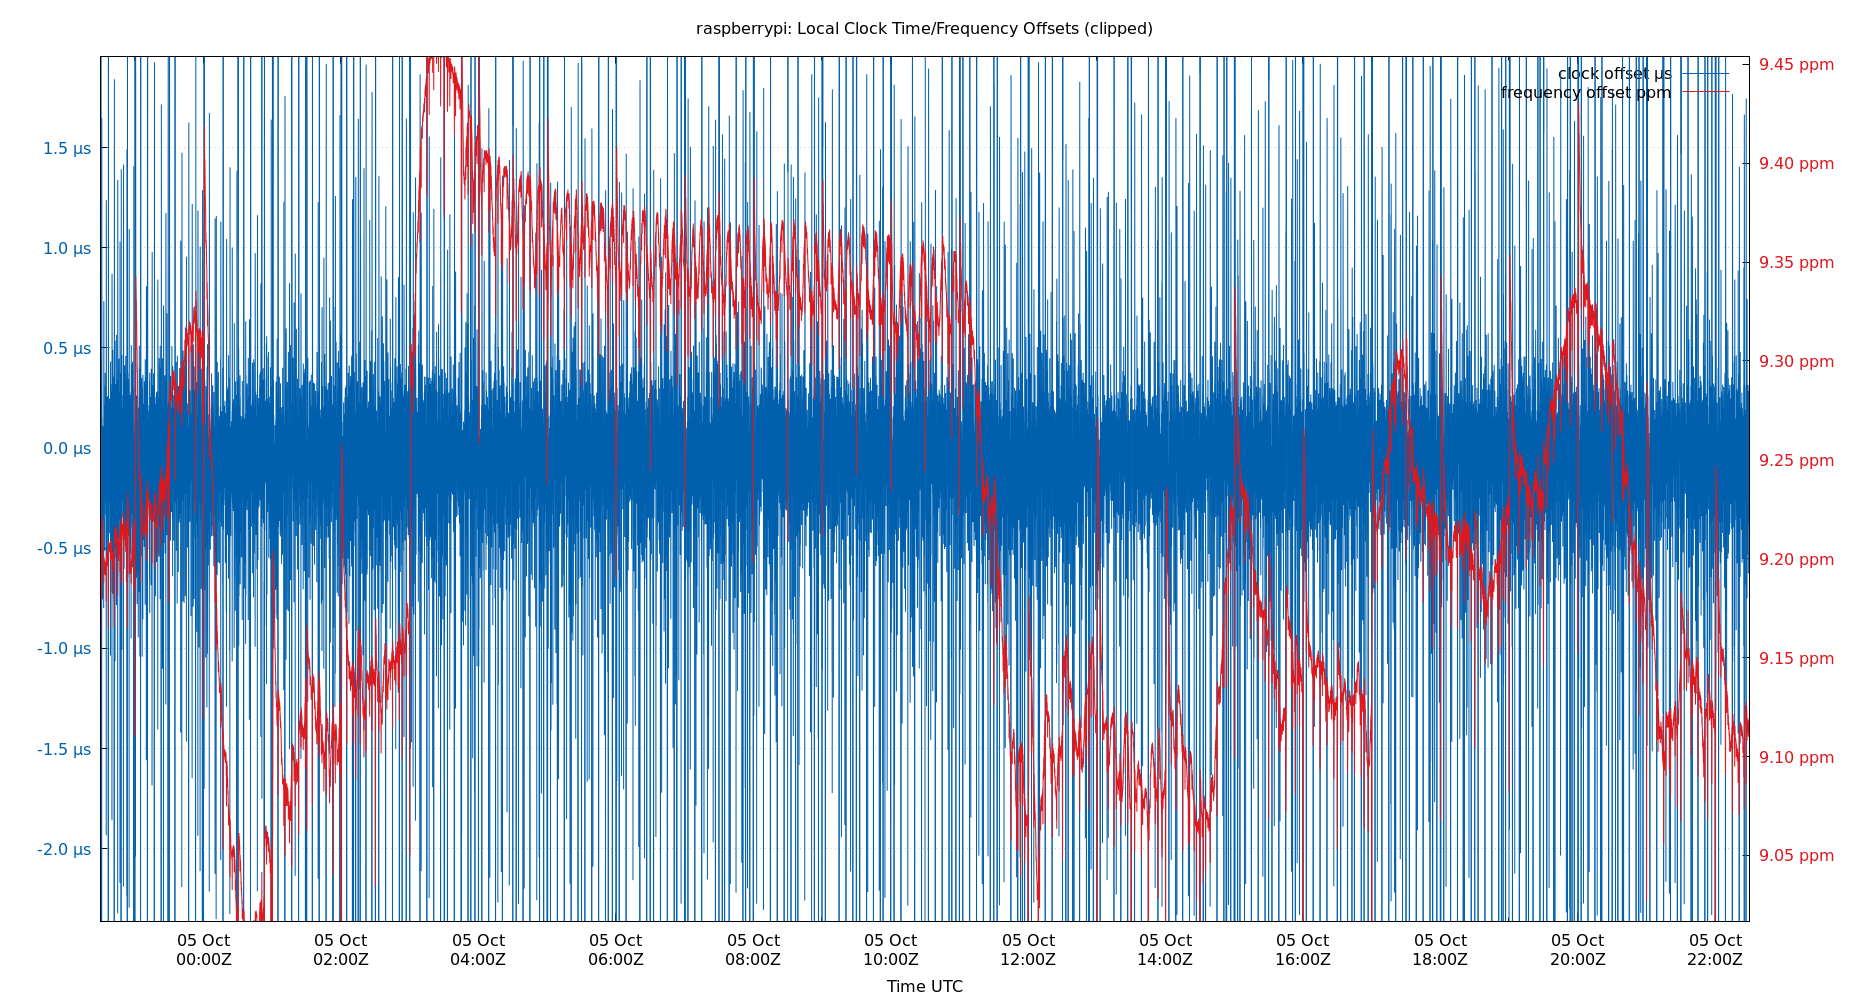 raspberrypi: Local Clock Time/Frequency Offsets (clipped)
clock offset µs
frequency offset ppm
1.5 µs
1.0 µs
0.5 µs
0.0 µs
-0.5 µs
-1.0 µs
-1.5 µs
-2.0 µs
9.45 ppm
9.40 ppm
9.35 ppm
9.30 ppm
9.25 ppm
9.20 ppm
9.15 ppm
9.10 ppm
9.05 ppm
05 Oct 05 Oct 05 Oct 05 Oct 05 Oct 05 Oct 05 Oct 05 Oct 05 Oct 05 Oct 05 Oct 05 Oct
00:00Z 02:00Z 04:00Z 06:00Z 08:00Z 10:00Z 12:00Z 14:00Z 16:00Z 18:00Z 20:00Z 22:00Z
Time UTC